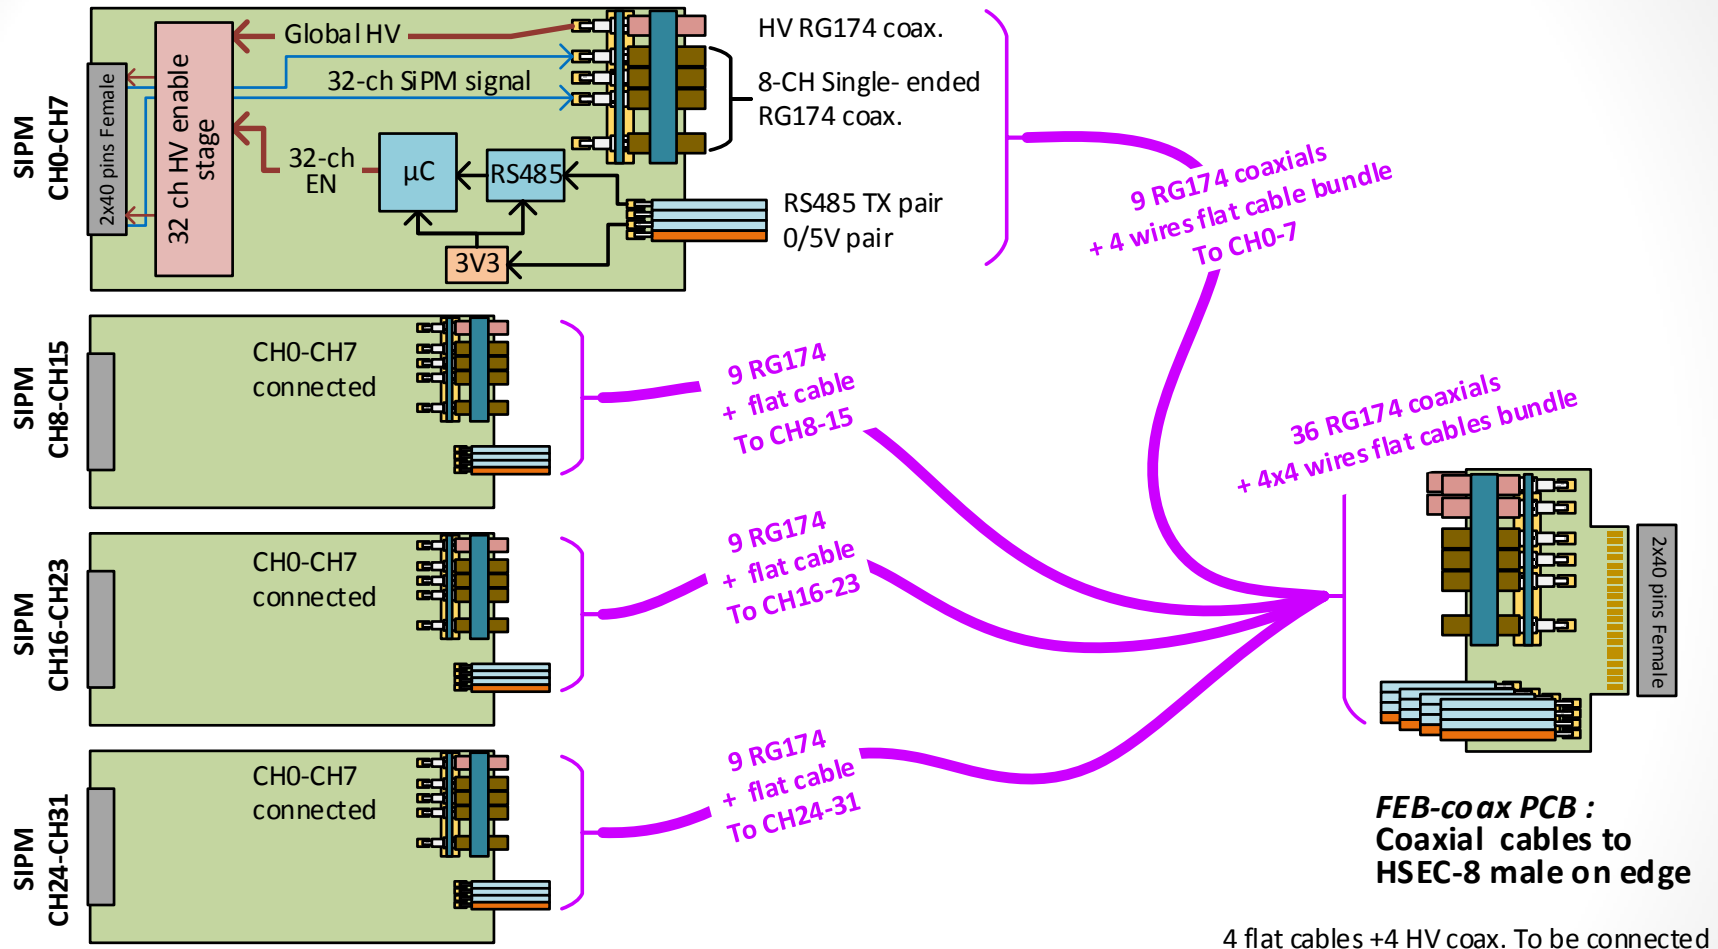 SIPM
CH0-CH7
2x40 pins Female
32 ch HV enable
stage
Global HV
32-ch SiPM signal
32-ch
EN
µC
RS485
3V3
HV RG174 coax.
8-CH Single- ended
RG174 coax.
RS485 TX pair
0/5V pair
9 RG174 coaxials
+ 4 wires flat cable bundle
To CH0-7
SIPM
CH8-CH15
CH0-CH7
connected
9 RG174
+ flat cable
To CH8-15
36 RG174 coaxials
+ 4x4 wires flat cables bundle
SIPM
CH16-CH23
CH0-CH7
connected
9 RG174
+ flat cable
To CH16-23
2x40 pins Female
SIPM
CH24-CH31
CH0-CH7
connected
9 RG174
+ flat cable
To CH24-31
FEB-coax PCB :
Coaxial cables to
HSEC-8 male on edge
4 flat cables +4 HV coax. To be connected